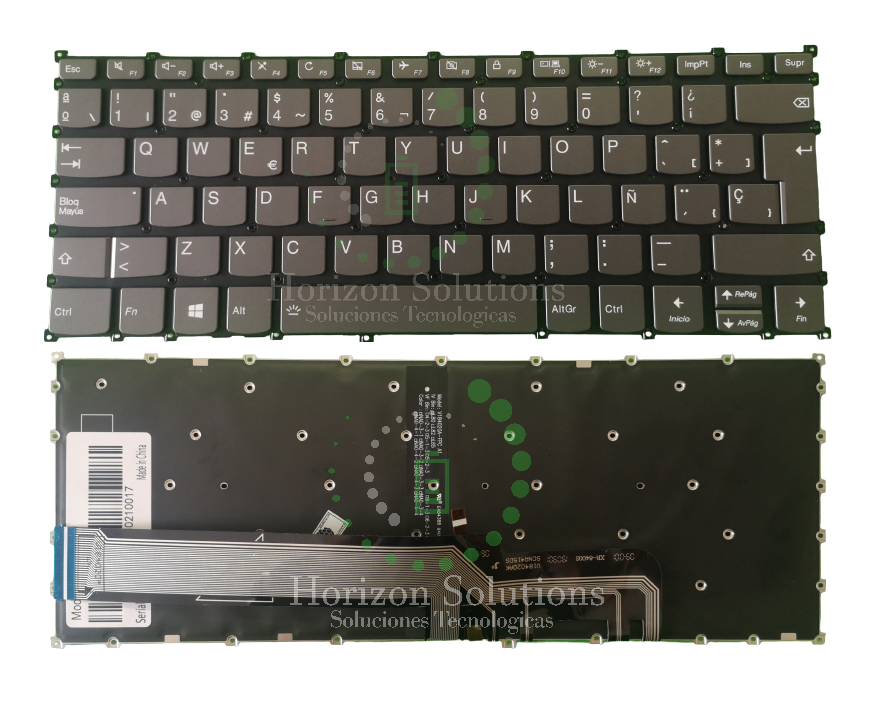 Esc F1 F2 F3 F4 F5 F6 F7 F8 F9 F10 F11 F12 ImpPt Ins Supr
ª ! " · $ % & / ( ) = ? ¿
º \ 1 | 2 @ 3 # 4 ~ 5 6 ¬ 7 8 9 0 ' ¡
Q W E € R T Y U I O P ^ ` [ * + ]
Bloq Mayús A S D F G H J K L Ñ ¨ ´ { Ç }
> < Z X C V B N M ; , : . — –
Ctrl Fn Alt AltGr Ctrl Inicio RePág AvPág Fin
Horizon Solutions
Soluciones Tecnologicas
Made in China
0210017
Horizon Solutions
Soluciones Tecnologicas